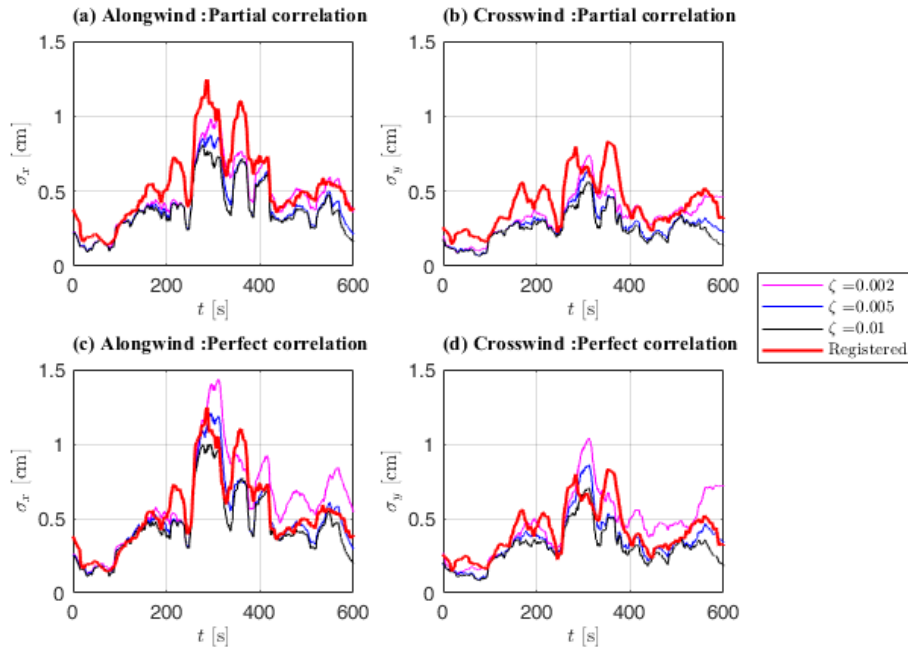 (a) Alongwind :Partial correlation
1.5
1
0.5
0
σx [cm]
0 200 400 600
t [s]
(b) Crosswind :Partial correlation
1.5
1
0.5
0
σy [cm]
0 200 400 600
t [s]
ζ =0.002
ζ =0.005
ζ =0.01
Registered
(c) Alongwind :Perfect correlation
1.5
1
0.5
0
σx [cm]
0 200 400 600
t [s]
(d) Crosswind :Perfect correlation
1.5
1
0.5
0
σy [cm]
0 200 400 600
t [s]